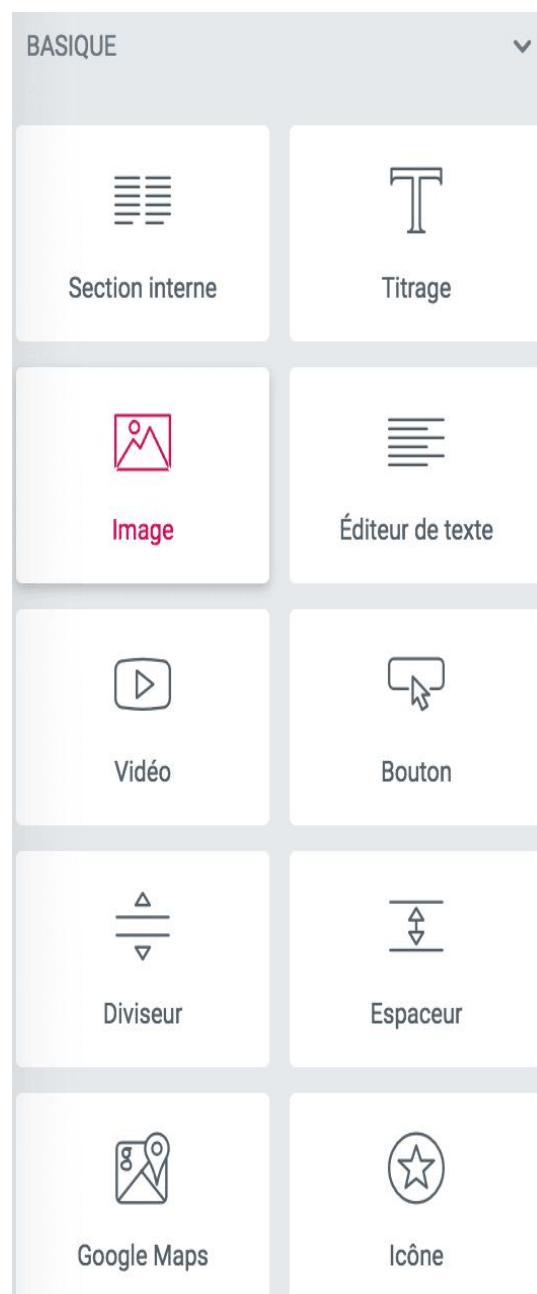 BASIQUE
Section interne
Titrage
Image
Éditeur de texte
Vidéo
Bouton
Diviseur
Espaceur
Google Maps
Icône